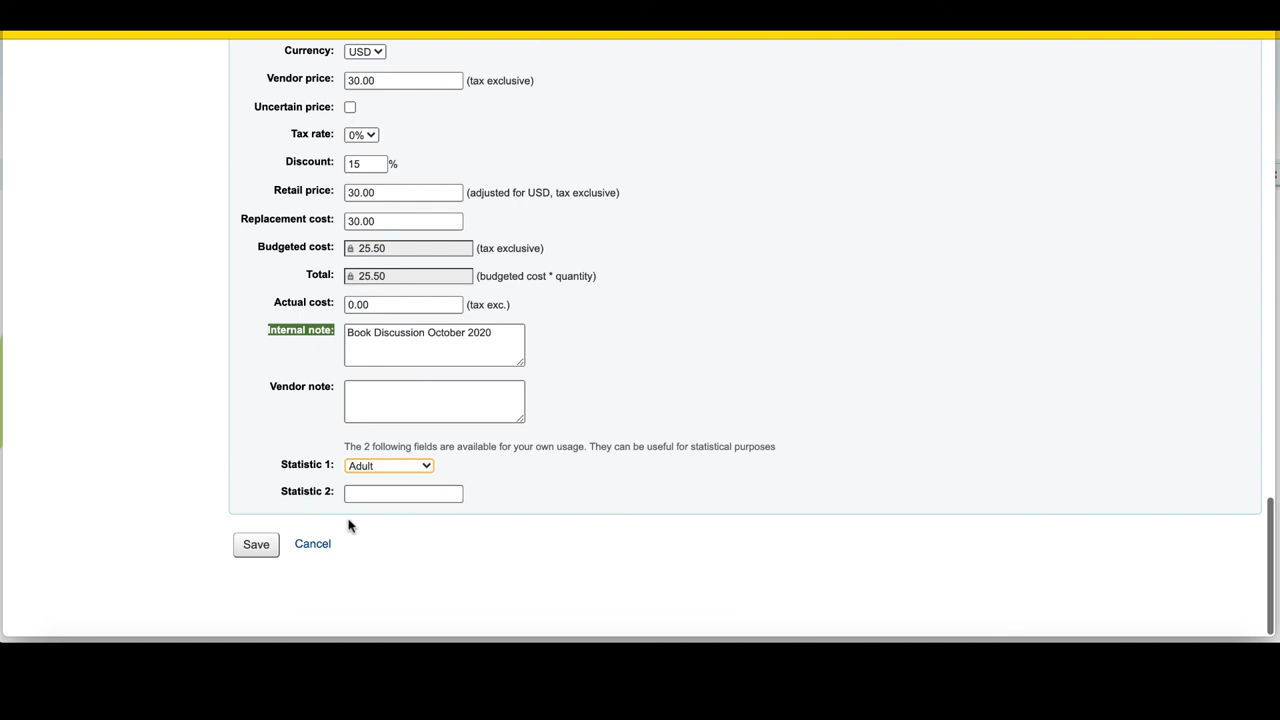 Currency: USD
Vendor price: 30.00 (tax exclusive)
Uncertain price:
Tax rate: 0%
Discount: 15 %
Retail price: 30.00 (adjusted for USD, tax exclusive)
Replacement cost: 30.00
Budgeted cost: 25.50 (tax exclusive)
Total: 25.50 (budgeted cost * quantity)
Actual cost: 0.00 (tax exc.)
Internal note: Book Discussion October 2020
Vendor note:
The 2 following fields are available for your own usage. They can be useful for statistical purposes
Statistic 1: Adult
Statistic 2:
Save Cancel